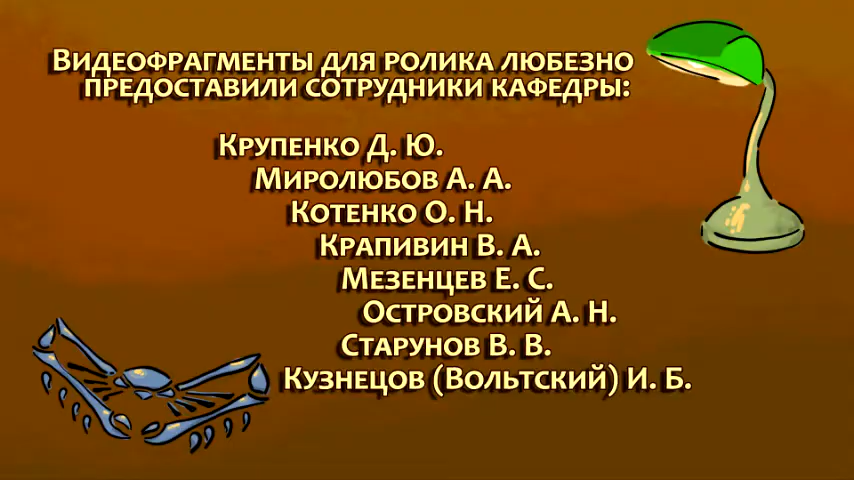 Видеофрагменты для ролика любезно
предоставили сотрудники кафедры:
Крупенко Д. Ю.
Миролюбов А. А.
Котенко О. Н.
Крапивин В. А.
Мезенцев Е. С.
Островский А. Н.
Старунов В. В.
Кузнецов (Вольтский) И. Б.